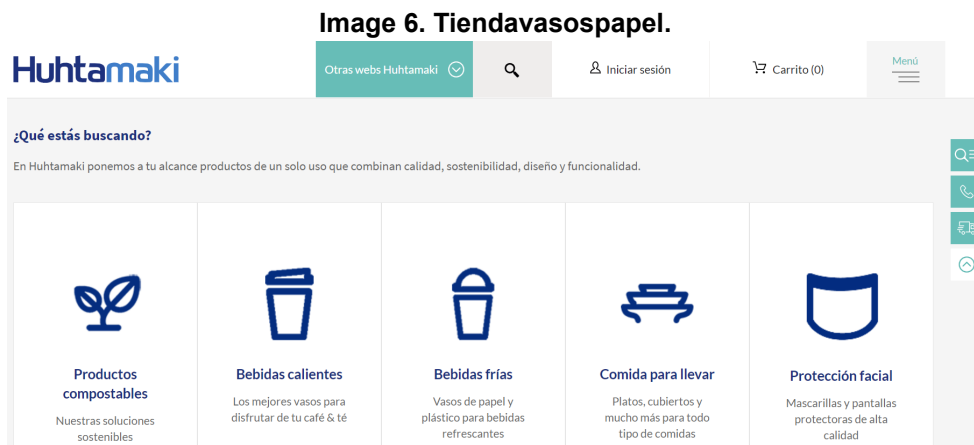 Image 6. Tiendavasospapel.
Huhtamaki
Otras webs Huhtamaki
Iniciar sesión
Carrito (0)
Menú
¿Qué estás buscando?
En Huhtamaki ponemos a tu alcance productos de un solo uso que combinan calidad, sostenibilidad, diseño y funcionalidad.
Productos
compostables
Nuestras soluciones
sostenibles
Bebidas calientes
Los mejores vasos para
disfrutar de tu café & té
Bebidas frías
Vasos de papel y
plástico para bebidas
refrescantes
Comida para llevar
Platos, cubiertos y
mucho más para todo
tipo de comidas
Protección facial
Mascarillas y pantallas
protectoras de alta
calidad